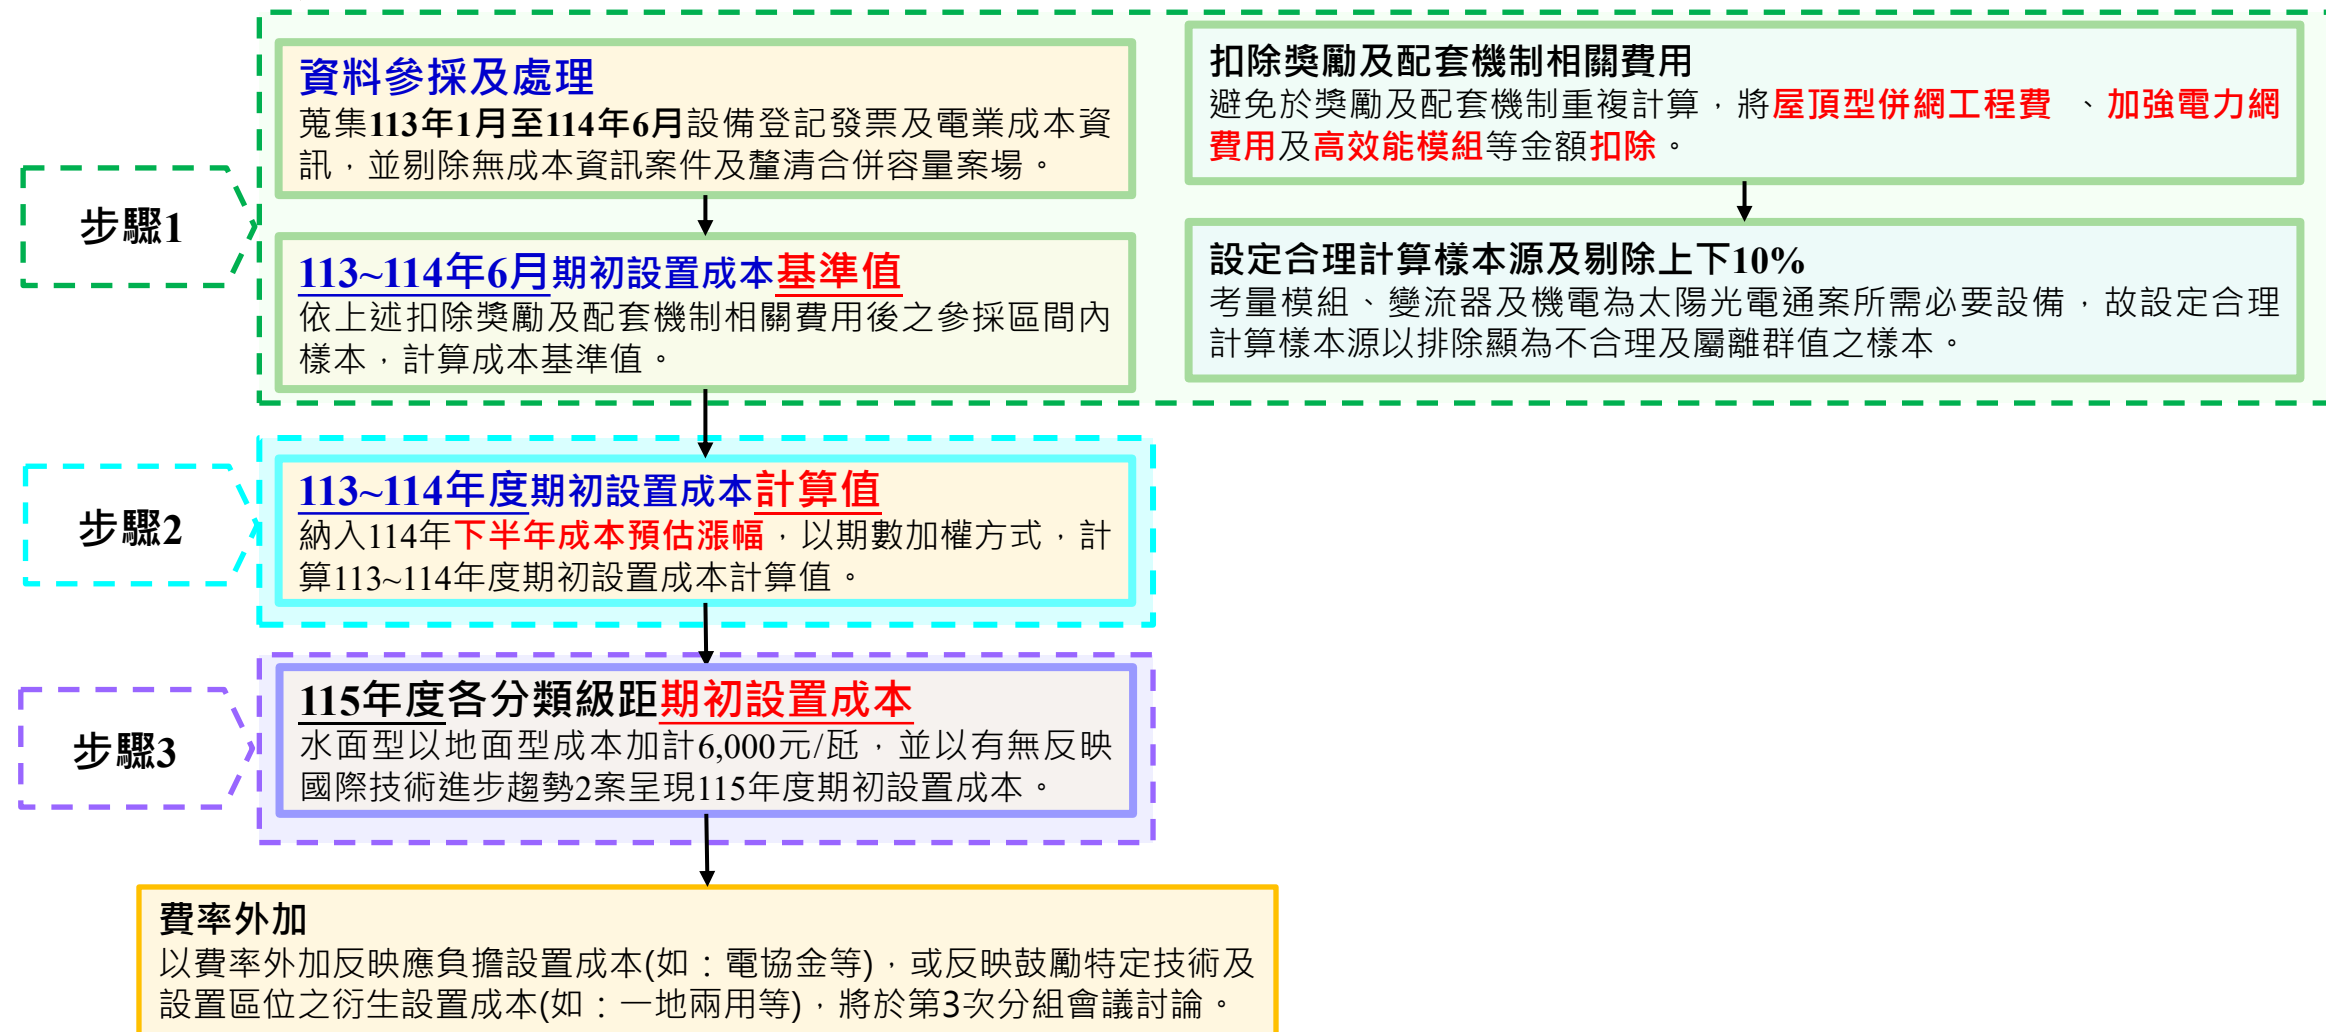 步驟1
資料參採及處理
蒐集113年1月至114年6月設備登記發票及電業成本資
訊，並剔除無成本資訊案件及釐清合併容量案場。
113~114年6月期初設置成本基準值
依上述扣除獎勵及配套機制相關費用後之參採區間內
樣本，計算成本基準值。
扣除獎勵及配套機制相關費用
避免於獎勵及配套機制重複計算，將屋頂型併網工程費 、加強電力網
費用及高效能模組等金額扣除。
設定合理計算樣本源及剔除上下10%
考量模組、變流器及機電為太陽光電通案所需必要設備，故設定合理
計算樣本源以排除顯為不合理及屬離群值之樣本。
步驟2
113~114年度期初設置成本計算值
納入114年下半年成本預估漲幅，以期數加權方式，計
算113~114年度期初設置成本計算值。
步驟3
115年度各分類級距期初設置成本
水面型以地面型成本加計6,000元/瓩，並以有無反映
國際技術進步趨勢2案呈現115年度期初設置成本。
費率外加
以費率外加反映應負擔設置成本(如：電協金等)，或反映鼓勵特定技術及
設置區位之衍生設置成本(如：一地兩用等)，將於第3次分組會議討論。